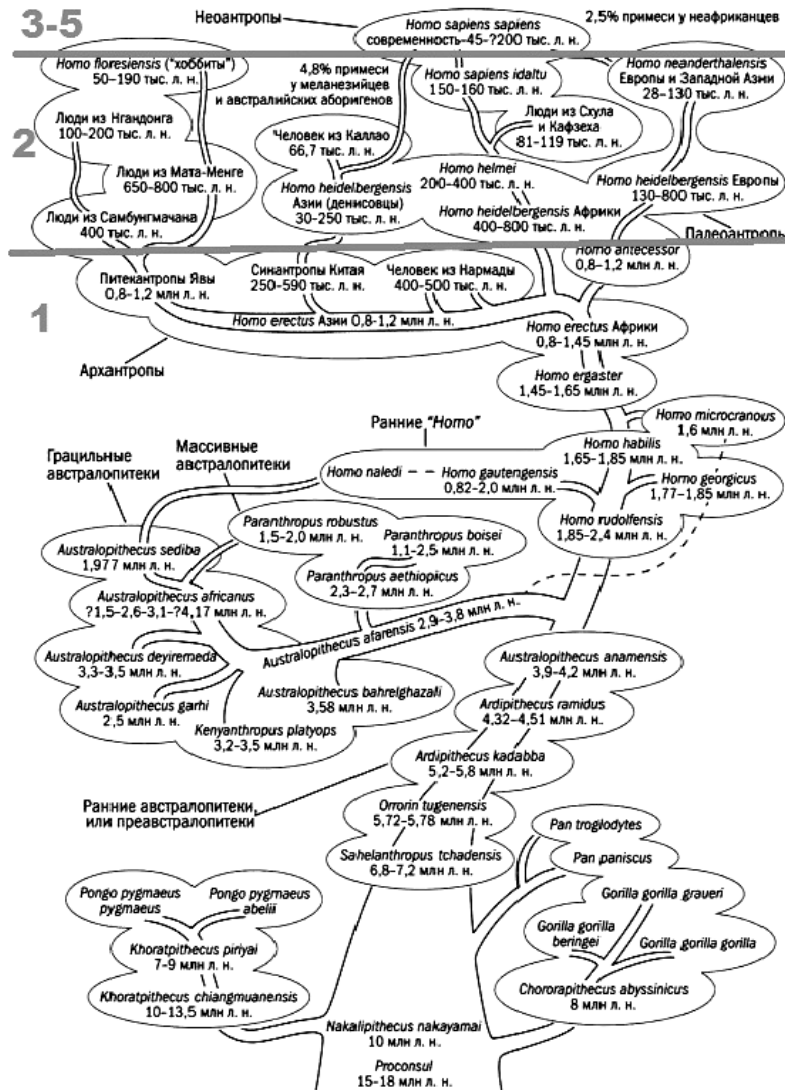 3-5
Неоантропы
Homo sapiens sapiens
современность-45-?200 тыс. л. н.
2,5% примеси у неафриканцев
Homo floresiensis ("хоббиты")
50-190 тыс. л. н.
4,8% примеси
у меланезийцев
и австралийских аборигенов
Homo sapiens idaltu
150-160 тыс. л. н.
Homo neanderthalensis
Европы и Западной Азии
28-130 тыс. л. н.
2
Люди из Нгандонга
100-200 тыс. л. н.
Человек из Каллао
66,7 тыс. л. н.
Люди из Схула
и Кафзеха
81-119 тыс. л. н.
Люди из Мата-Менге
650-800 тыс. л. н.
Homo heidelbergensis
Азии (денисовцы)
30-250 тыс. л. н.
Homo helmei
200-400 тыс. л. н.
Homo heidelbergensis Африки
400-800 тыс. л. н.
Homo heidelbergensis Европы
130-800 тыс. л. н.
Люди из Самбунгмачана
400 тыс. л. н.
Палеоантропы
1
Питекантропы Явы
0,8-1,2 млн л. н.
Синантропы Китая
250-590 тыс. л. н.
Человек из Нармады
400-500 тыс. л. н.
Homo antecessor
0,8-1,2 млн л. н.
Homo erectus Азии 0,8-1,2 млн л. н.
Homo erectus Африки
0,8-1,45 млн л. н.
Архантропы
Homo ergaster
1,45-1,65 млн л. н.
Ранние "Homo"
Homo microcranous
1,6 млн л. н.
Грацильные
австралопитеки
Массивные
австралопитеки
Homo naledi
Homo gautengensis
0,82-2,0 млн л. н.
Homo habilis
1,65-1,85 млн л. н.
Homo georgicus
1,77-1,85 млн л. н.
Homo rudolfensis
1,85-2,4 млн л. н.
Paranthropus robustus
1,5-2,0 млн л. н.
Paranthropus boisei
1,1-2,5 млн л. н.
Australopithecus sediba
1,977 млн л. н.
Paranthropus aethiopicus
2,3-2,7 млн л. н.
Australopithecus africanus
?1,5-2,6-3,1-?4,17 млн л. н.
Australopithecus afarensis 2,9-3,8 млн л. н.
Australopithecus deyiremeda
3,3-3,5 млн л. н.
Australopithecus anamensis
3,9-4,2 млн л. н.
Australopithecus garhi
2,5 млн л. н.
Australopithecus bahrelghazali
3,58 млн л. н.
Kenyanthropus platyops
3,2-3,5 млн л. н.
Ardipithecus ramidus
4,32-4,51 млн л. н.
Ardipithecus kadabba
5,2-5,8 млн л. н.
Ранние австралопитеки,
или преавстралопитеки
Orrorin tugenensis
5,72-5,78 млн л. н.
Sahelanthropus tchadensis
6,8-7,2 млн л. н.
Pan troglodytes
Pan paniscus
Pongo pygmaeus
pygmaeus
Pongo pygmaeus
abelii
Gorilla gorilla graueri
Gorilla gorilla
beringei
Gorilla gorilla gorilla
Khoratpithecus piriyai
7-9 млн л. н.
Khoratpithecus chiangmuanensis
10-13,5 млн л. н.
Chororapithecus abyssinicus
8 млн л. н.
Nakalipithecus nakayamai
10 млн л. н.
Proconsul
15-18 млн л. н.